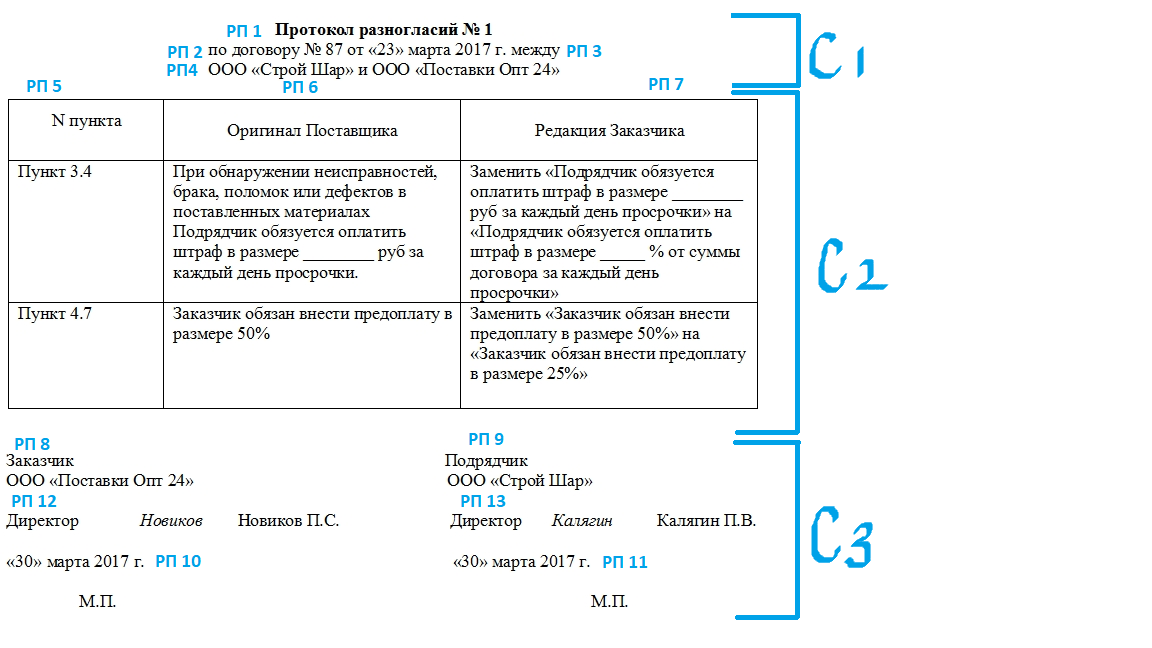 РП 1 Протокол разногласий № 1
РП 2 по договору № 87 от «23» марта 2017 г. между РП 3
РП4 ООО «Строй Шар» и ООО «Поставки Опт 24»
С1
РП 5 РП 6 РП 7
N пункта
Оригинал Поставщика
Редакция Заказчика
Пункт 3.4
При обнаружении неисправностей,
брака, поломок или дефектов в
поставленных материалах
Подрядчик обязуется оплатить
штраф в размере ________ руб за
каждый день просрочки.
Заменить «Подрядчик обязуется
оплатить штраф в размере ________
руб за каждый день просрочки» на
«Подрядчик обязуется оплатить
штраф в размере _____ % от суммы
договора за каждый день
просрочки»
С2
Пункт 4.7
Заказчик обязан внести предоплату в
размере 50%
Заменить «Заказчик обязан внести
предоплату в размере 50%» на
«Заказчик обязан внести предоплату
в размере 25%»
РП 8 РП 9
Заказчик Подрядчик
ООО «Поставки Опт 24» ООО «Строй Шар»
РП 12 РП 13
Директор Новиков Новиков П.С. Директор Калягин Калягин П.В.
С3
«30» марта 2017 г. РП 10 «30» марта 2017 г. РП 11
М.П. М.П.